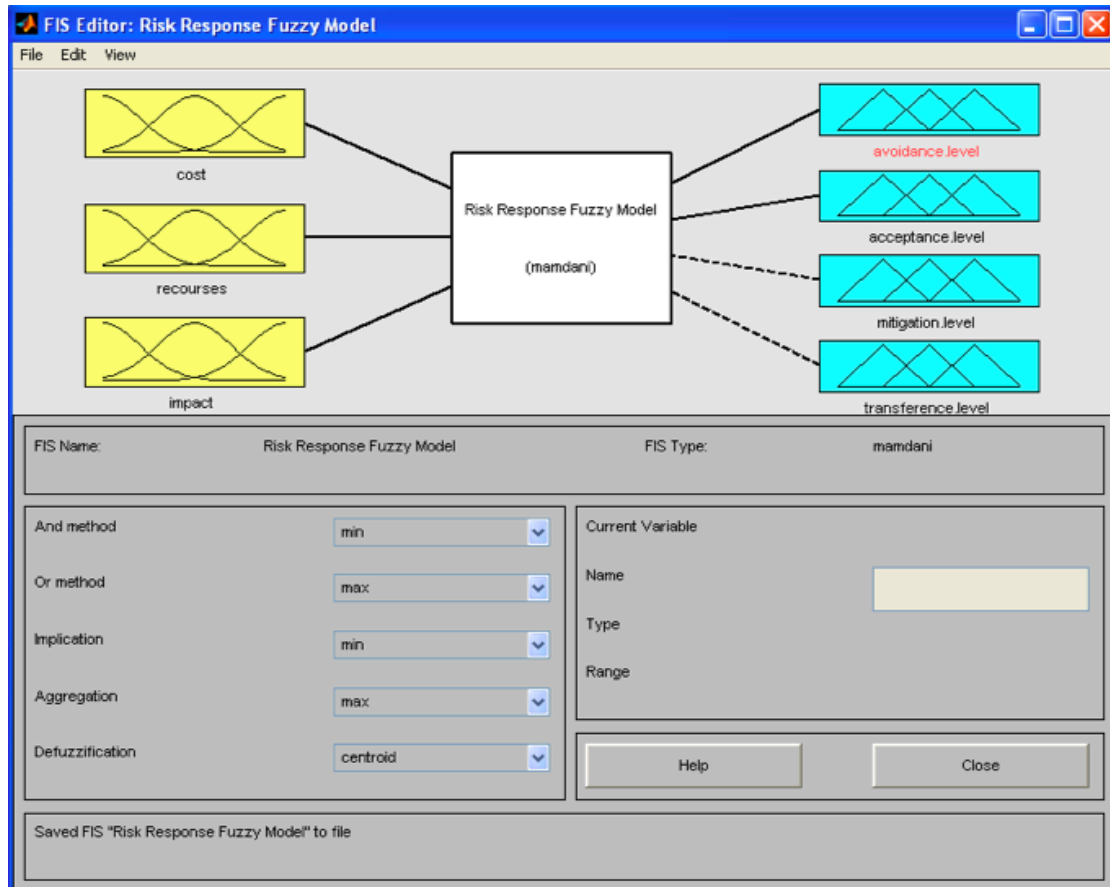 FIS Editor: Risk Response Fuzzy Model
File Edit View
cost
recourses
impact
Risk Response Fuzzy Model
(mamdani)
avoidance.level
acceptance.level
mitigation.level
transference.level
FIS Name: Risk Response Fuzzy Model FIS Type: mamdani
And method min
Or method max
Implication min
Aggregation max
Defuzzification centroid
Current Variable
Name
Type
Range
Help Close
Saved FIS "Risk Response Fuzzy Model" to file